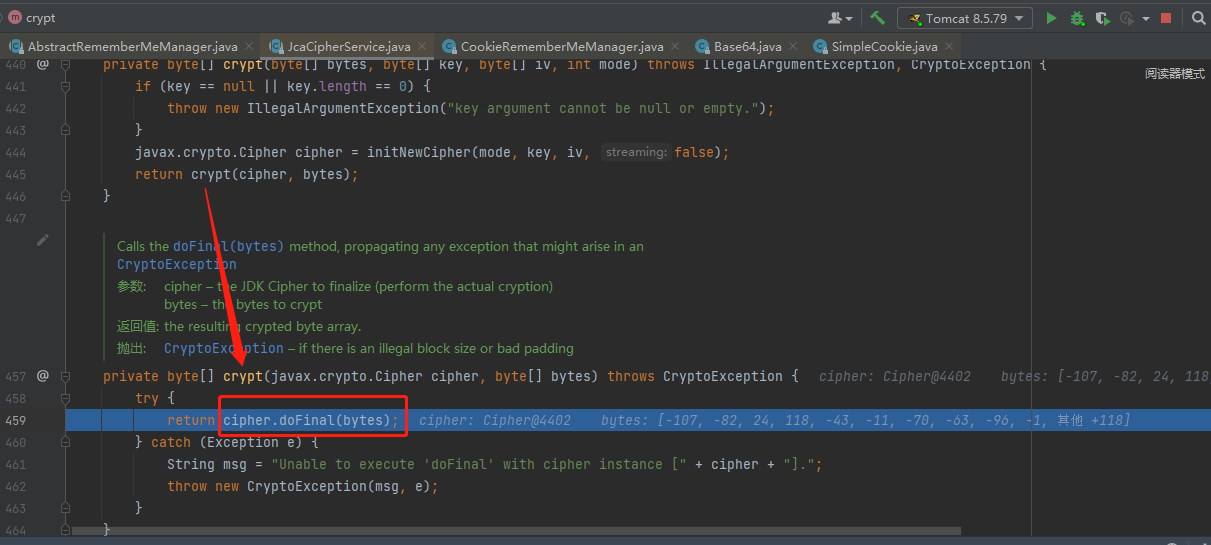 crypt
Tomcat 8.5.79
AbstractRememberMeManager.java
JcaCipherService.java
CookieRememberMeManager.java
Base64.java
SimpleCookie.java
440 @ private byte[] crypt(byte[] bytes, byte[] key, byte[] iv, int mode) throws IllegalArgumentException, CryptoException {
阅读器模式
441 if (key == null || key.length == 0) {
442 throw new IllegalArgumentException("key argument cannot be null or empty.");
443 }
444 javax.crypto.Cipher cipher = initNewCipher(mode, key, iv, streaming: false);
445 return crypt(cipher, bytes);
446 }
447
Calls the doFinal(bytes) method, propagating any exception that might arise in an
CryptoException
参数: cipher – the JDK Cipher to finalize (perform the actual cryption)
bytes – the bytes to crypt
返回值: the resulting crypted byte array.
抛出: CryptoException – if there is an illegal block size or bad padding
457 @ private byte[] crypt(javax.crypto.Cipher cipher, byte[] bytes) throws CryptoException { cipher: Cipher@4402 bytes: [-107, -82, 24, 118
458 try {
459 return cipher.doFinal(bytes); cipher: Cipher@4402 bytes: [-107, -82, 24, 118, -43, -11, -70, -63, -96, -1, 其他 +118]
460 } catch (Exception e) {
461 String msg = "Unable to execute 'doFinal' with cipher instance [" + cipher + "].";
462 throw new CryptoException(msg, e);
463 }
464 }